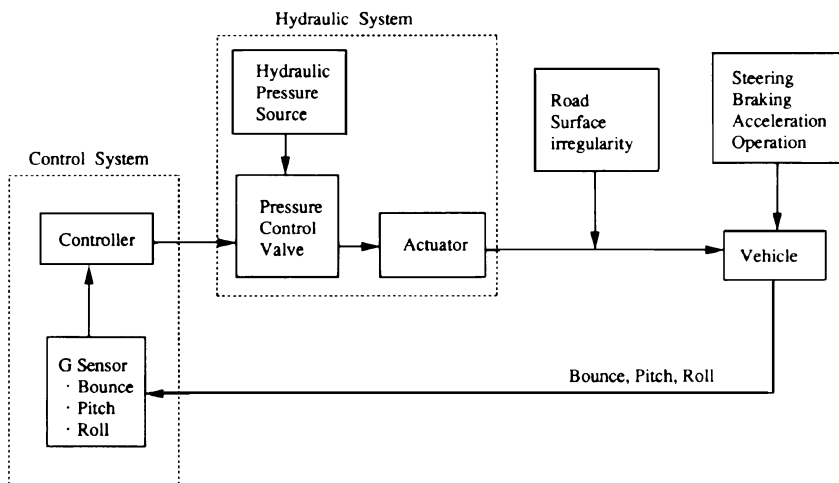 Hydraulic System
Hydraulic
Pressure
Source
Road
Surface
irregularity
Steering
Braking
Acceleration
Operation
Control System
Controller
Pressure
Control
Valve
Actuator
Vehicle
G Sensor
· Bounce
· Pitch
· Roll
Bounce, Pitch, Roll